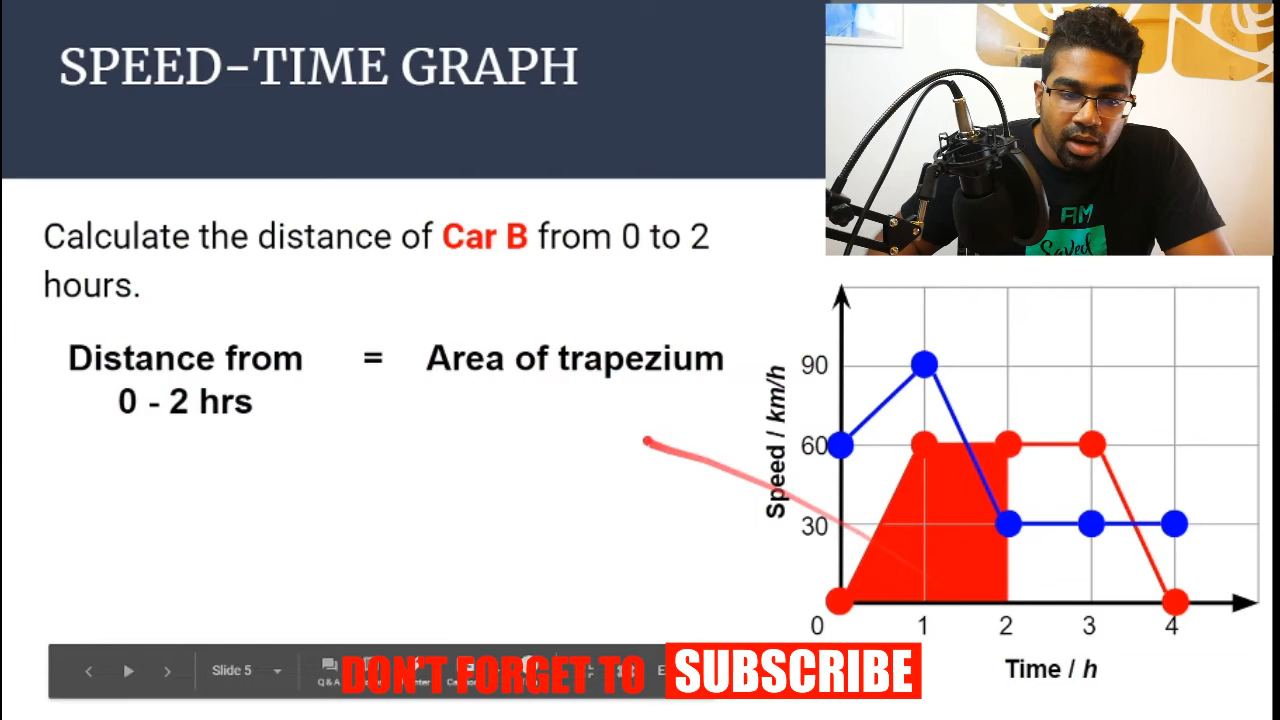 SPEED-TIME GRAPH
I AM
Saved
Calculate the distance of Car B from 0 to 2
hours.
Distance from = Area of trapezium
0 - 2 hrs
Speed / km/h
90
60
30
0 1 2 3 4
Time / h
Slide 5
Q & A
DON'T FORGET TO SUBSCRIBE